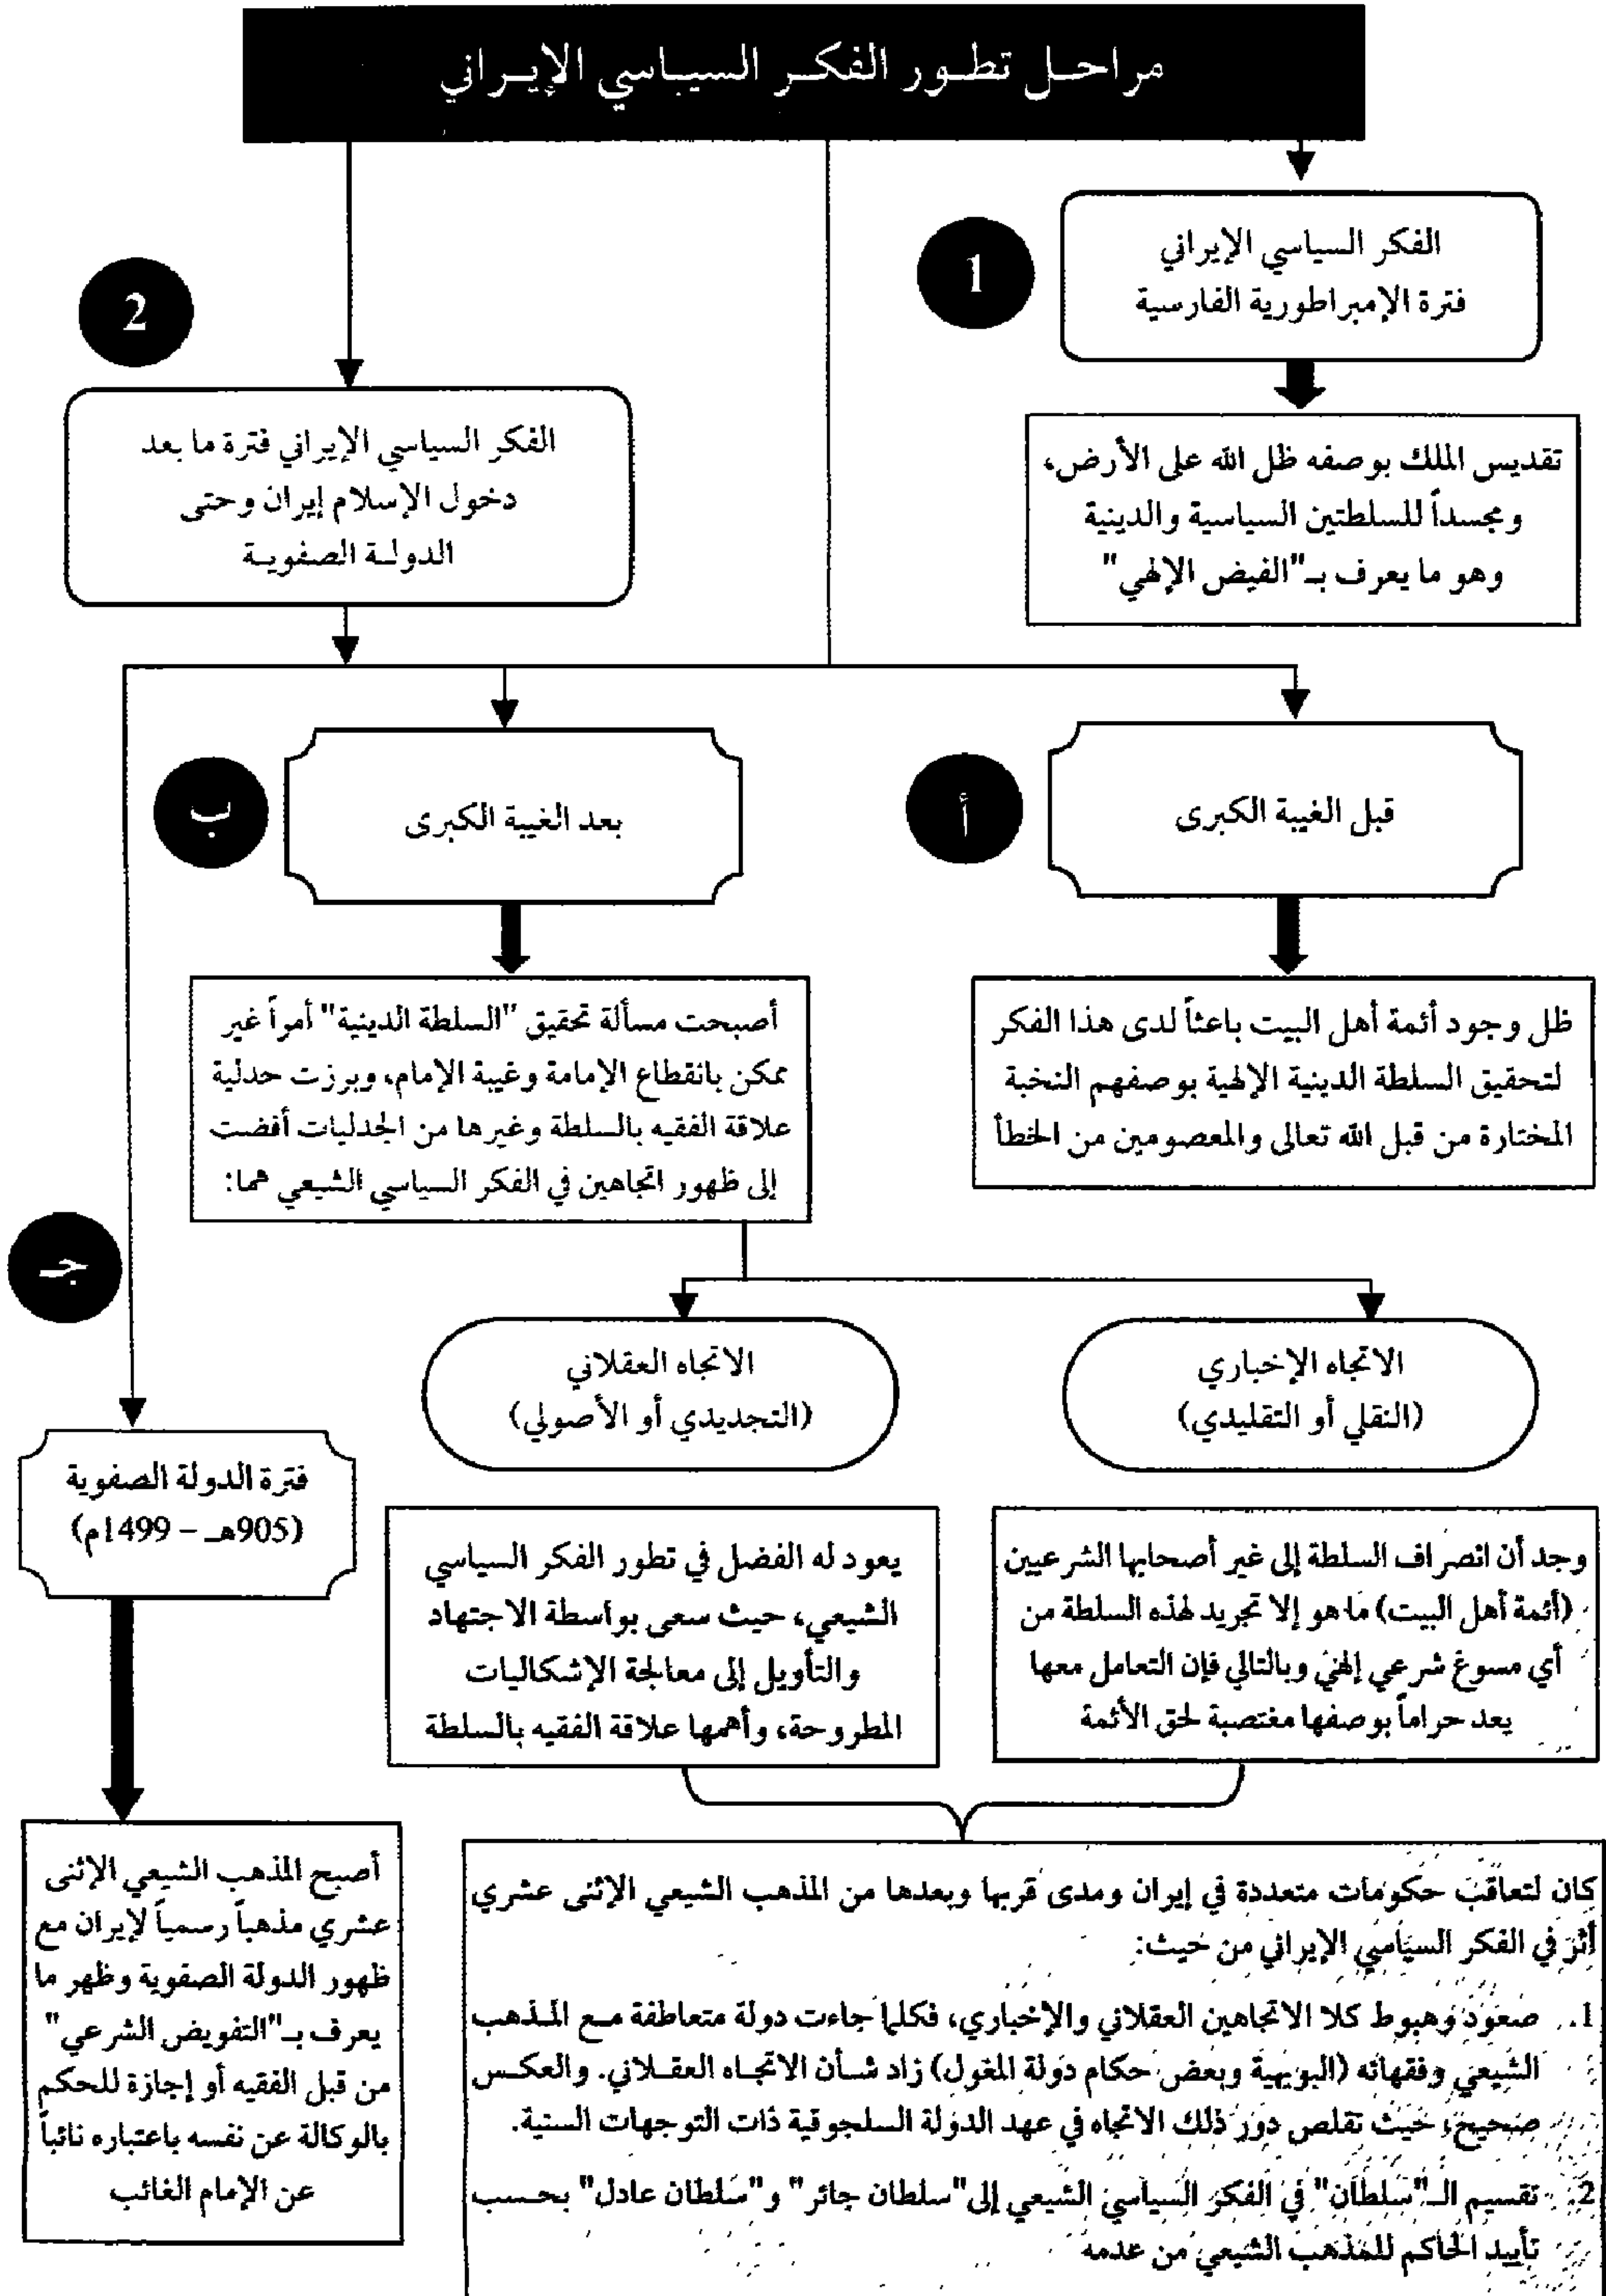 مراحل تطور الفكر السياسي الإيراني
1
الفكر السياسي الإيراني
فترة الإمبراطورية الفارسية
تقديس الملك بوصفه ظل الله على الأرض،
ومجسداً للسلطتين السياسية والدينية
وهو ما يعرف بـ"الفيض الإلهي"
2
الفكر السياسي الإيراني فترة ما بعد
دخول الإسلام إيران وحتى
الدولة الصفوية
أ
قبل الغيبة الكبرى
ظل وجود أئمة أهل البيت باعثاً لدى هذا الفكر
لتحقيق السلطة الدينية الإلهية بوصفهم النخبة
المختارة من قبل الله تعالى والمعصومين من الخطأ
ب
بعد الغيبة الكبرى
أصبحت مسألة تحقيق "السلطة الدينية" أمراً غير
ممكن بانقطاع الإمامة وغيبة الإمام، وبرزت حدلية
علاقة الفقيه بالسلطة وغيرها من الجدليات أفضت
إلى ظهور اتجاهين في الفكر السياسي الشيعي هما:
الاتجاه الإخباري
(النقلي أو التقليدي)
وجد أن انصراف السلطة إلى غير أصحابها الشرعيين
(أئمة أهل البيت) ما هو إلا تجريد لهذه السلطة من
أي مسوغ شرعي إلهي وبالتالي فإن التعامل معها
يعد حراماً بوصفها مغتصبة لحق الأئمة
الاتجاه العقلاني
(التجديدي أو الأصولي)
يعود له الفضل في تطور الفكر السياسي
الشيعي، حيث سعى بواسطة الاجتهاد
والتأويل إلى معالجة الإشكاليات
المطروحة، وأهمها علاقة الفقيه بالسلطة
كان لتعاقب حكومات متعددة في إيران ومدى قربها وبعدها من المذهب الشيعي الإثنى عشري
أثر في الفكر السياسي الإيراني من حيث:
1. صعود وهبوط كلا الاتجاهين العقلاني والإخباري، فكلما جاءت دولة متعاطفة مع المذهب
الشيعي وفقهائه (البويهية وبعض حكام دولة المغول) زاد شأن الاتجاه العقلاني. والعكس
صحيح، حيث تقلص دور ذلك الاتجاه في عهد الدولة السلجوقية ذات التوجهات السنية.
2. تقسيم الـ"سلطان" في الفكر السياسي الشيعي إلى "سلطان جائر" و"سلطان عادل" بحسب
تأييد الحاكم للمذهب الشيعي من عدمه
جـ
فترة الدولة الصفوية
(905هـ – 1499م)
أصبح المذهب الشيعي الإثنى
عشري مذهباً رسمياً لإيران مع
ظهور الدولة الصفوية وظهر ما
يعرف بـ"التفويض الشرعي"
من قبل الفقيه أو إجازة للحكم
بالوكالة عن نفسه باعتباره نائباً
عن الإمام الغائب